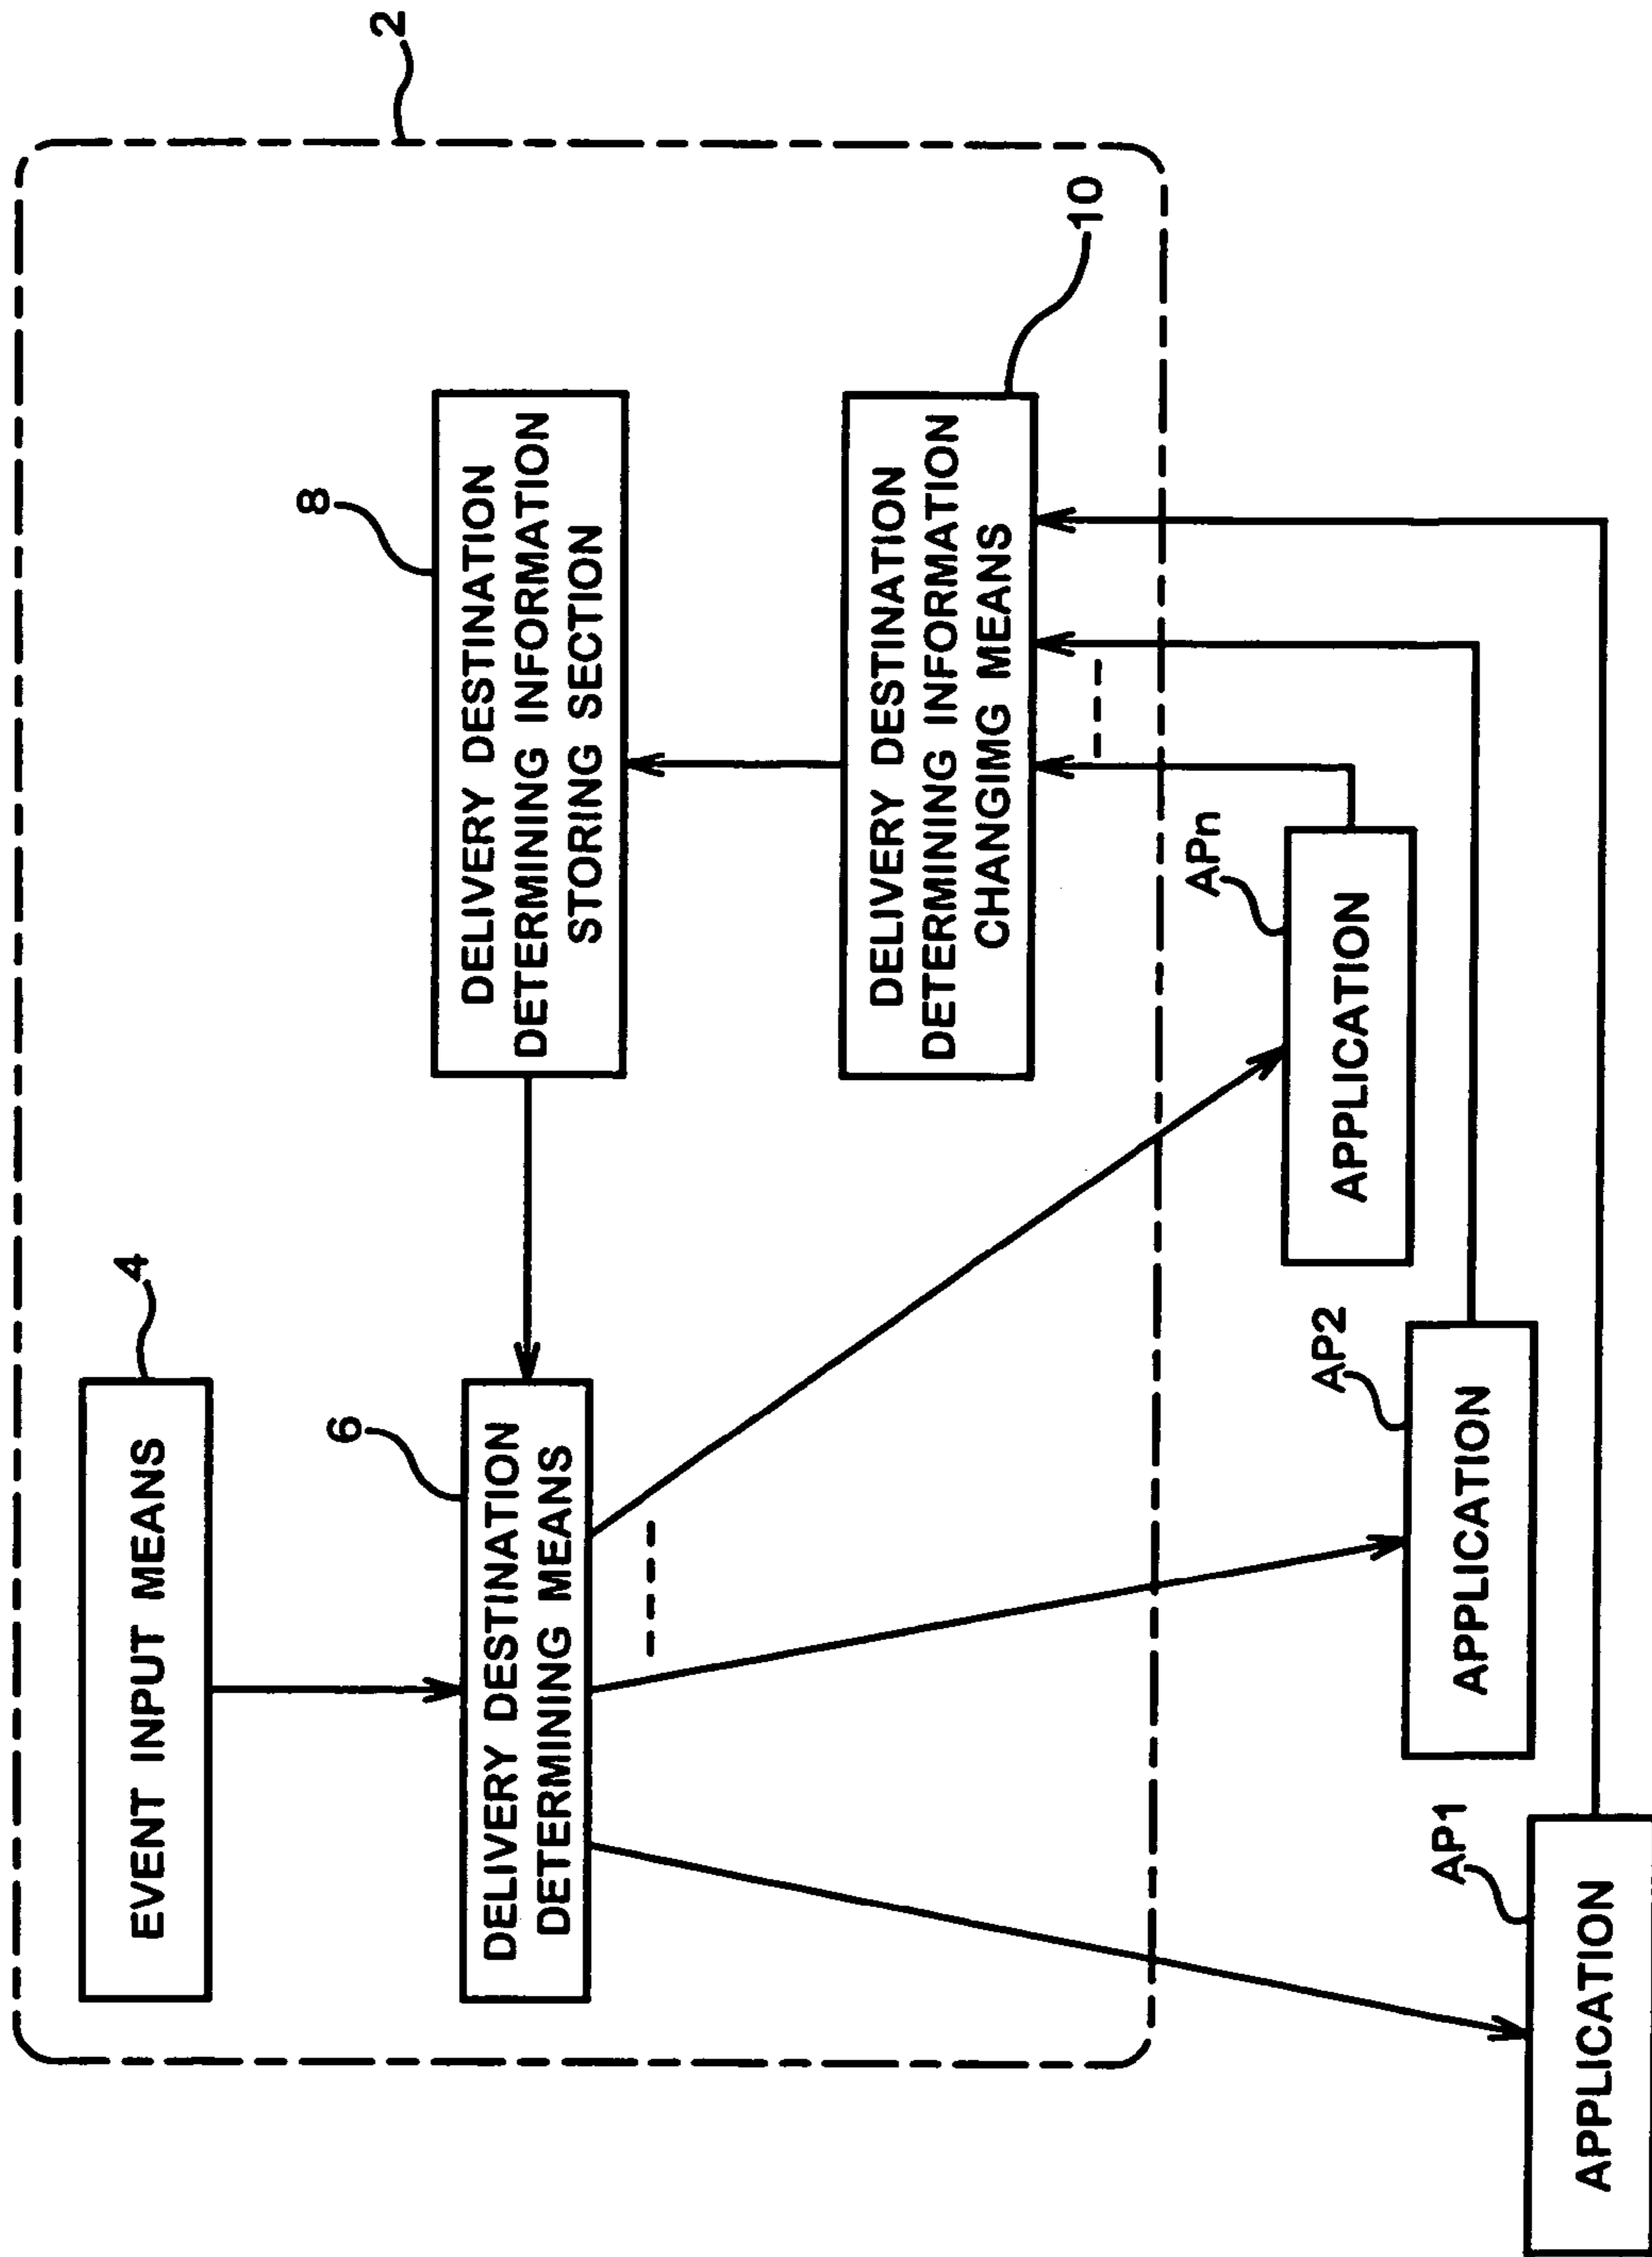 2
4
EVENT INPUT MEANS
6
DELIVERY DESTINATION
DETERMINING MEANS
8
DELIVERY DESTINATION
DETERMINING INFORMATION
STORING SECTION
10
DELIVERY DESTINATION
DETERMINING INFORMATION
CHANGIMG MEANS
AP1
APPLICATION
AP2
APPLICATION
APn
APPLICATION